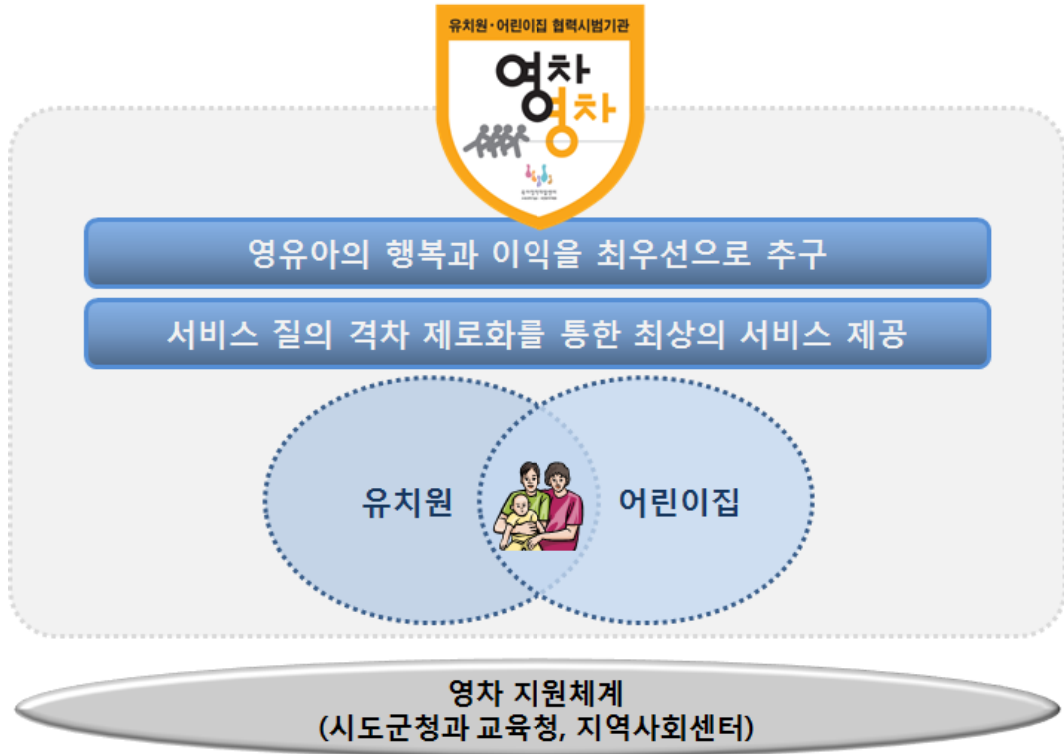 유치원·어린이집 협력시범기관
영차
영차
영유아의 행복과 이익을 최우선으로 추구
서비스 질의 격차 제로화를 통한 최상의 서비스 제공
유치원
어린이집
영차 지원체계
(시도군청과 교육청, 지역사회센터)